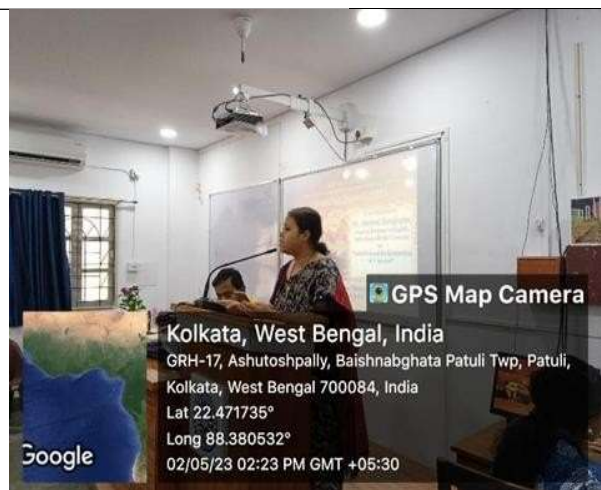 GPS Map Camera
Kolkata, West Bengal, India
GRH-17, Ashutoshpally, Baishnabghata Patuli Twp, Patuli,
Kolkata, West Bengal 700084, India
Lat 22.471735°
Long 88.380532°
02/05/23 02:23 PM GMT +05:30
Google